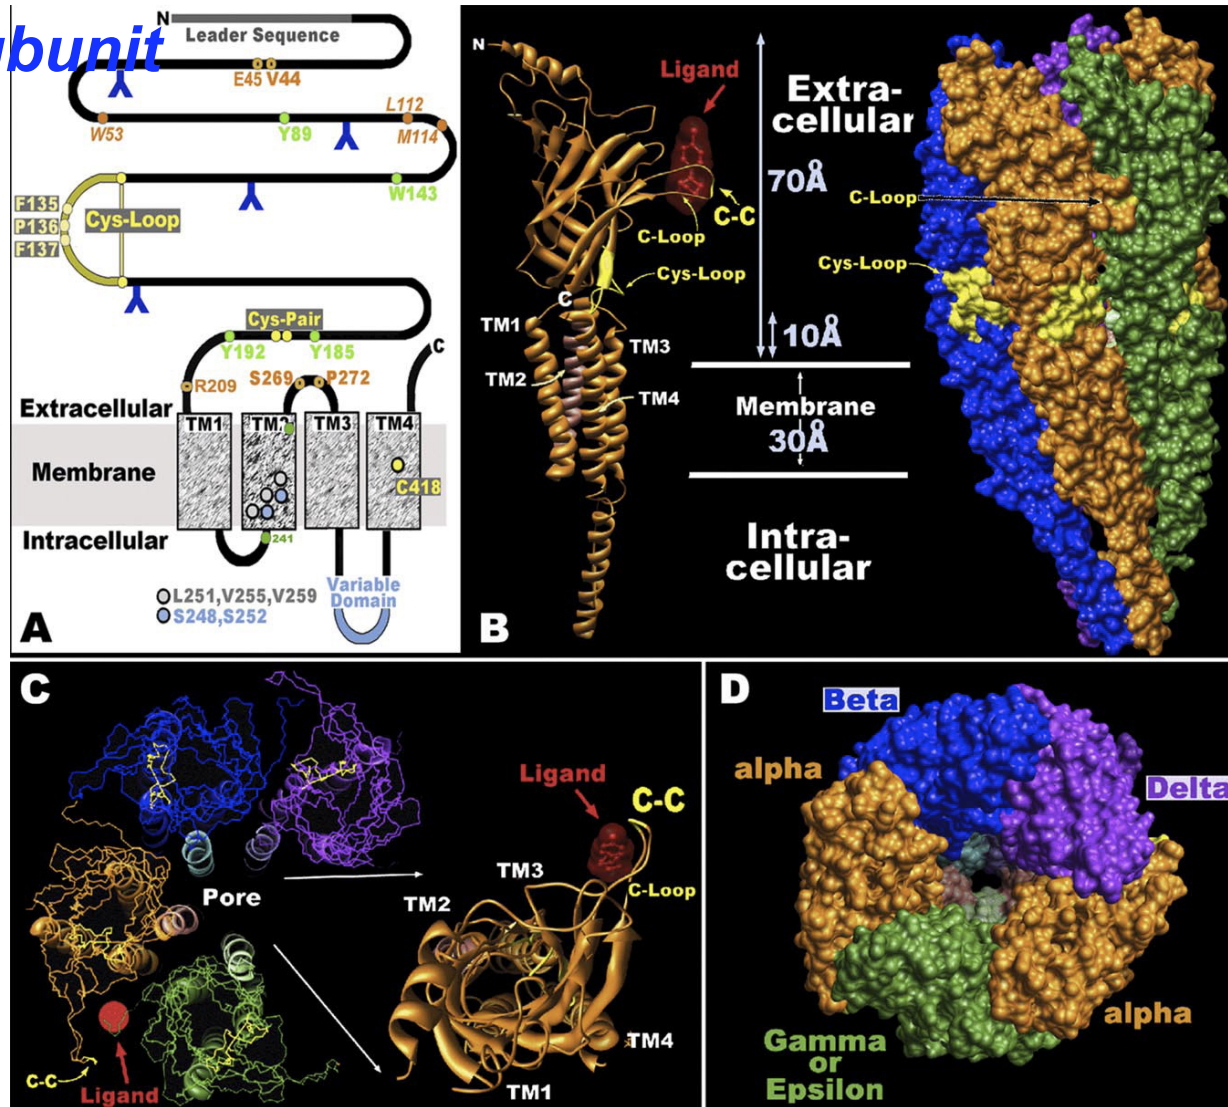 ubunit
N
Leader Sequence
E45 V44
W53
Y89
L112
M114
W143
F135
P136
F137
Cys-Loop
Cys-Pair
Y192
Y185
R209
S269
P272
C
Extracellular
TM1
TM2
TM3
TM4
Membrane
C418
Intracellular
241
L251,V255,V259
S248,S252
Variable
Domain
A
N
Ligand
Extra-
cellular
70Å
C-C
C-Loop
Cys-Loop
C
TM1
TM2
TM3
TM4
10Å
Membrane
30Å
Intra-
cellular
C-Loop
Cys-Loop
B
C
Pore
C-C
Ligand
Ligand
C-C
C-Loop
TM3
TM2
TM4
TM1
D
Beta
alpha
Delta
alpha
Gamma
or
Epsilon